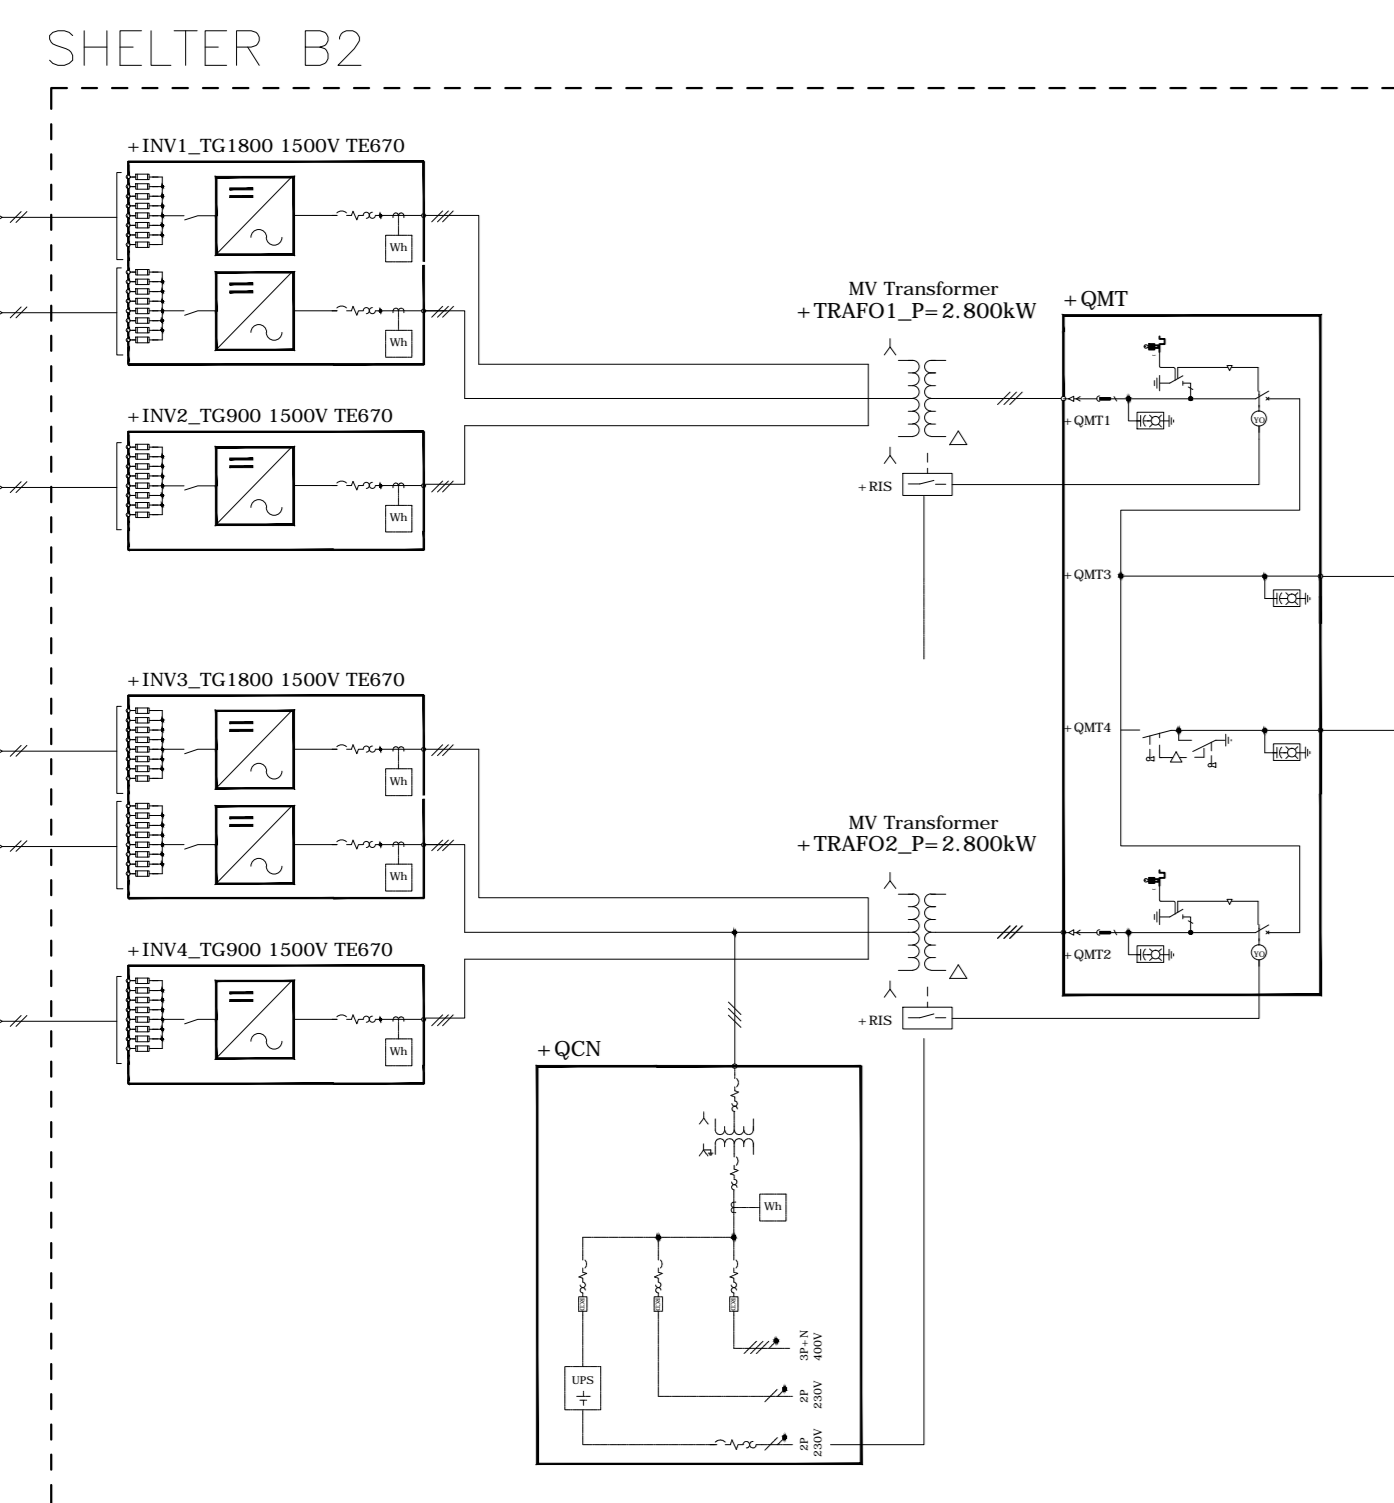 SHELTER B2
+INV1_TG1800 1500V TE670
Wh
Wh
MV Transformer
+TRAFO1_P=2.800kW
+QMT
+QMT1
YO
+INV2_TG900 1500V TE670
Wh
+RIS
+QMT3
+INV3_TG1800 1500V TE670
Wh
Wh
+QMT4
MV Transformer
+TRAFO2_P=2.800kW
+QMT2
YO
+INV4_TG900 1500V TE670
Wh
+RIS
+QCN
Wh
3P+N
400V
UPS
2P
230V
2P
230V